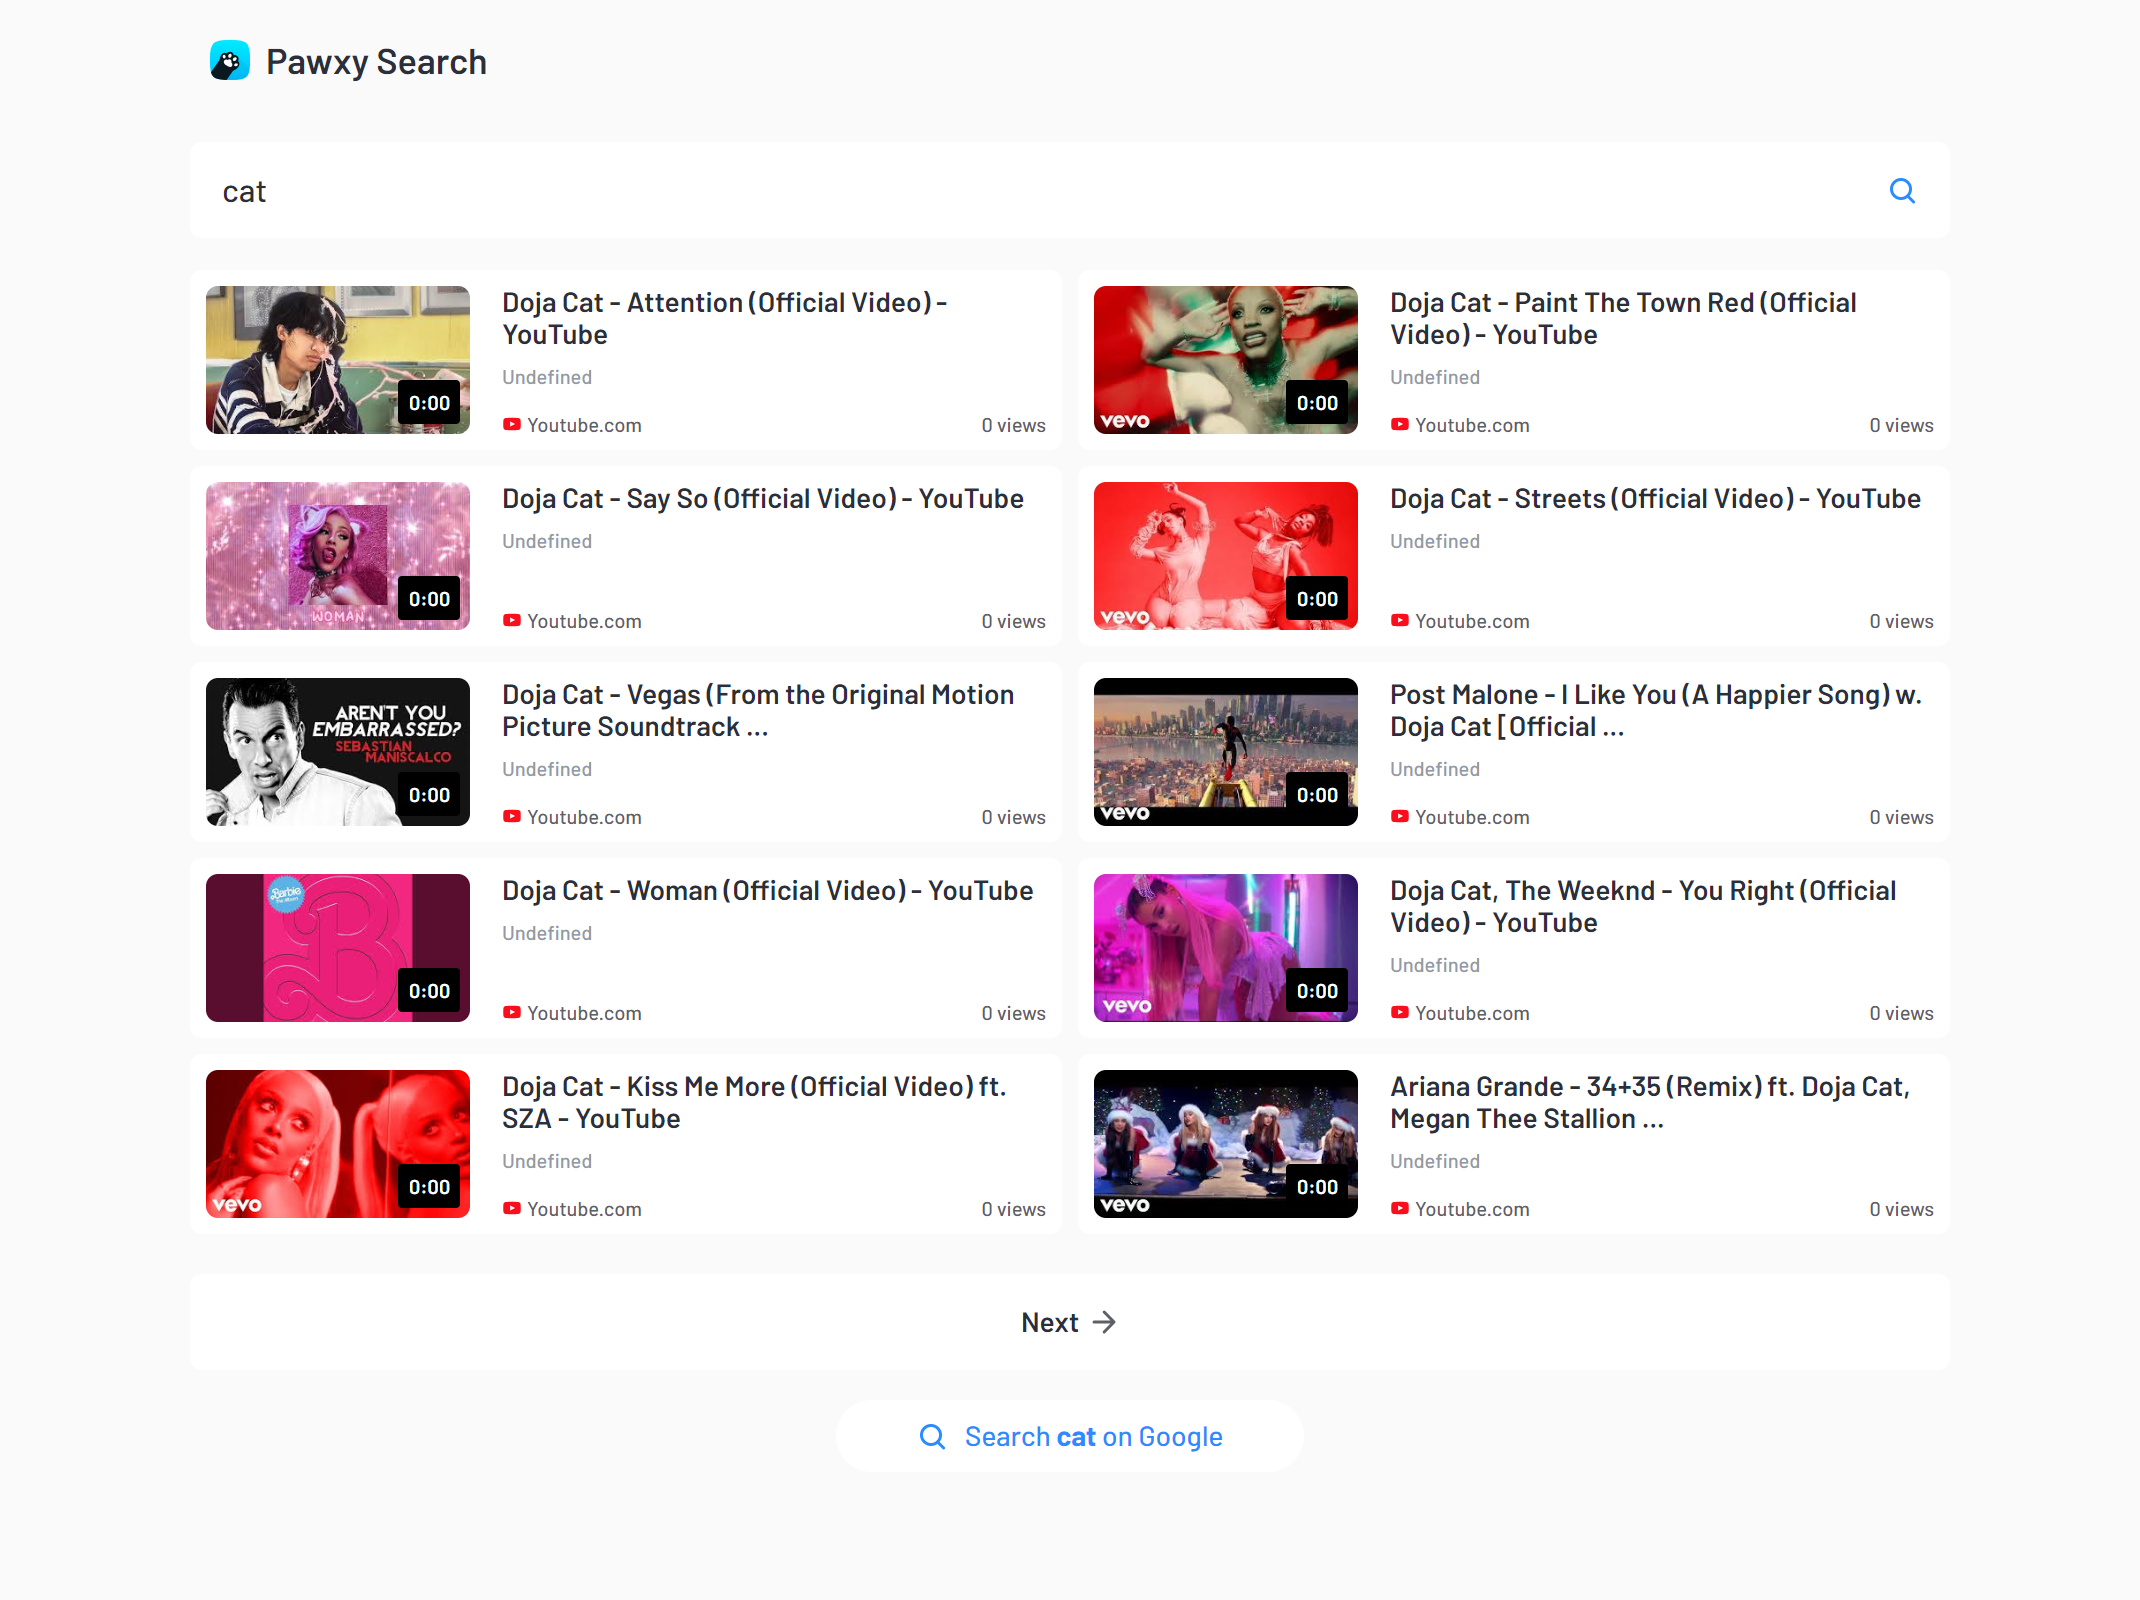 Pawxy Search
cat
0:00
Doja Cat - Attention (Official Video) -
YouTube
Undefined
Youtube.com
0 views
vevo
0:00
Doja Cat - Paint The Town Red (Official
Video) - YouTube
Undefined
Youtube.com
0 views
WOMAN
0:00
Doja Cat - Say So (Official Video) - YouTube
Undefined
Youtube.com
0 views
vevo
0:00
Doja Cat - Streets (Official Video) - YouTube
Undefined
Youtube.com
0 views
AREN'T YOU
EMBARRASSED?
SEBASTIAN
MANISCALCO
0:00
Doja Cat - Vegas (From the Original Motion
Picture Soundtrack ...
Undefined
Youtube.com
0 views
vevo
0:00
Post Malone - I Like You (A Happier Song) w.
Doja Cat [Official ...
Undefined
Youtube.com
0 views
Barbie
0:00
Doja Cat - Woman (Official Video) - YouTube
Undefined
Youtube.com
0 views
vevo
0:00
Doja Cat, The Weeknd - You Right (Official
Video) - YouTube
Undefined
Youtube.com
0 views
vevo
0:00
Doja Cat - Kiss Me More (Official Video) ft.
SZA - YouTube
Undefined
Youtube.com
0 views
vevo
0:00
Ariana Grande - 34+35 (Remix) ft. Doja Cat,
Megan Thee Stallion ...
Undefined
Youtube.com
0 views
Next
Search cat on Google